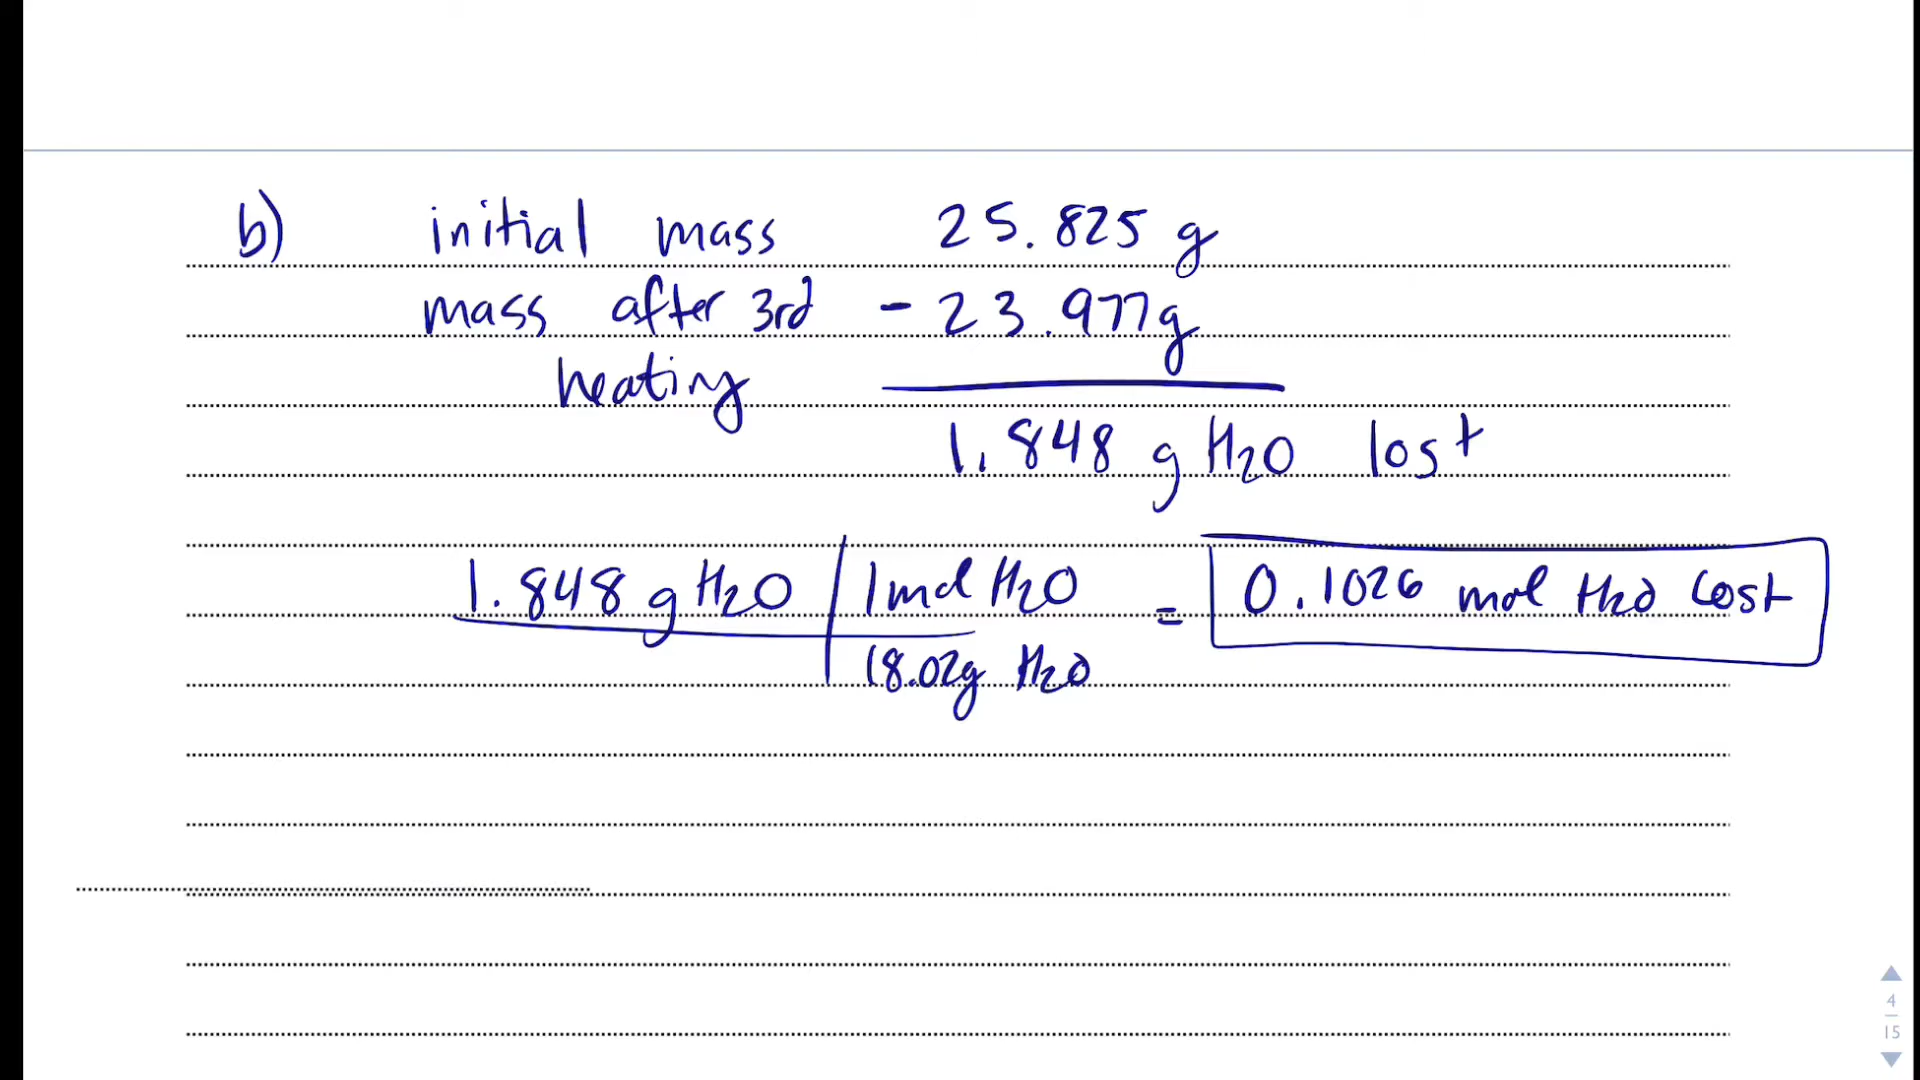 b) initial mass 25.825 g
mass after 3rd - 23.977g
heating
1.848 g H2O lost
1.848 g H2O | 1 mol H2O = 0.1026 mol H2O lost
18.02g H2O
4
15